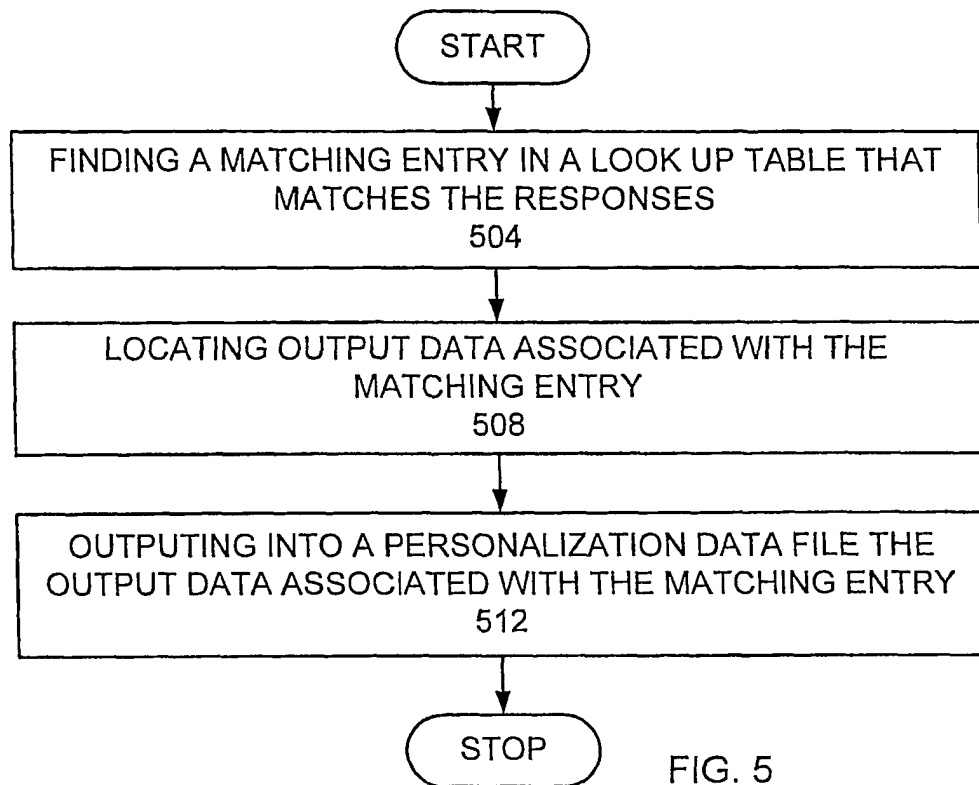 START
FINDING A MATCHING ENTRY IN A LOOK UP TABLE THAT
MATCHES THE RESPONSES
504
LOCATING OUTPUT DATA ASSOCIATED WITH THE
MATCHING ENTRY
508
OUTPUTING INTO A PERSONALIZATION DATA FILE THE
OUTPUT DATA ASSOCIATED WITH THE MATCHING ENTRY
512
STOP
FIG. 5